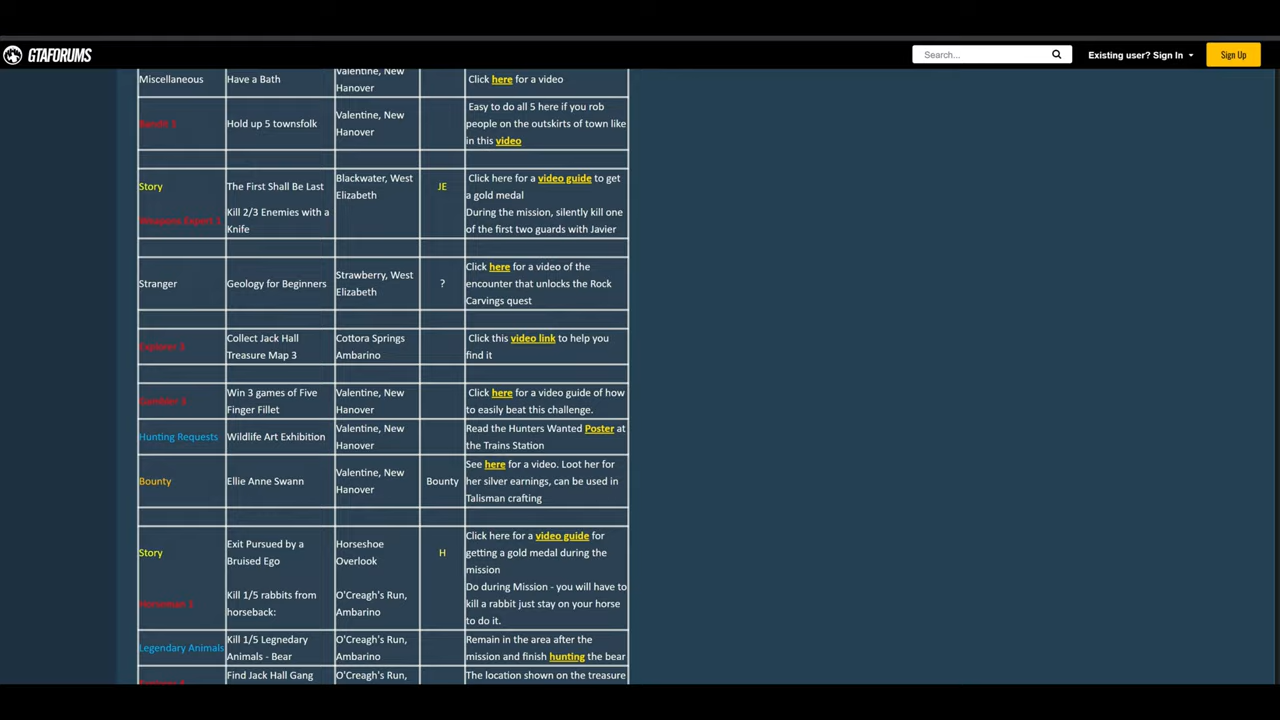 GTAFORUMS
Search...
Existing user? Sign In
Sign Up
Miscellaneous
Have a Bath
Valentine, New
Hanover
Click here for a video
Bandit 1
Hold up 5 townsfolk
Valentine, New
Hanover
Easy to do all 5 here if you rob
people on the outskirts of town like
in this video
Story
The First Shall Be Last
Blackwater, West
Elizabeth
JE
Click here for a video guide to get
a gold medal
Weapons Expert 1
Kill 2/3 Enemies with a
Knife
During the mission, silently kill one
of the first two guards with Javier
Stranger
Geology for Beginners
Strawberry, West
Elizabeth
?
Click here for a video of the
encounter that unlocks the Rock
Carvings quest
Collect Jack Hall
Treasure Map 3
Cottora Springs
Ambarino
Click this video link to help you
find it
Win 3 games of Five
Finger Fillet
Valentine, New
Hanover
Click here for a video guide of how
to easily beat this challenge.
Hunting Requests
Wildlife Art Exhibition
Valentine, New
Hanover
Read the Hunters Wanted Poster at
the Trains Station
Bounty
Ellie Anne Swann
Valentine, New
Hanover
Bounty
See here for a video. Loot her for
her silver earnings, can be used in
Talisman crafting
Story
Exit Pursued by a
Bruised Ego
Horseshoe
Overlook
H
Click here for a video guide for
getting a gold medal during the
mission
Horseman 1
Kill 1/5 rabbits from
horseback:
O'Creagh's Run,
Ambarino
Do during Mission - you will have to
kill a rabbit just stay on your horse
to do it.
Legendary Animals
Kill 1/5 Legnedary
Animals - Bear
O'Creagh's Run,
Ambarino
Remain in the area after the
mission and finish hunting the bear
Find Jack Hall Gang
O'Creagh's Run,
The location shown on the treasure